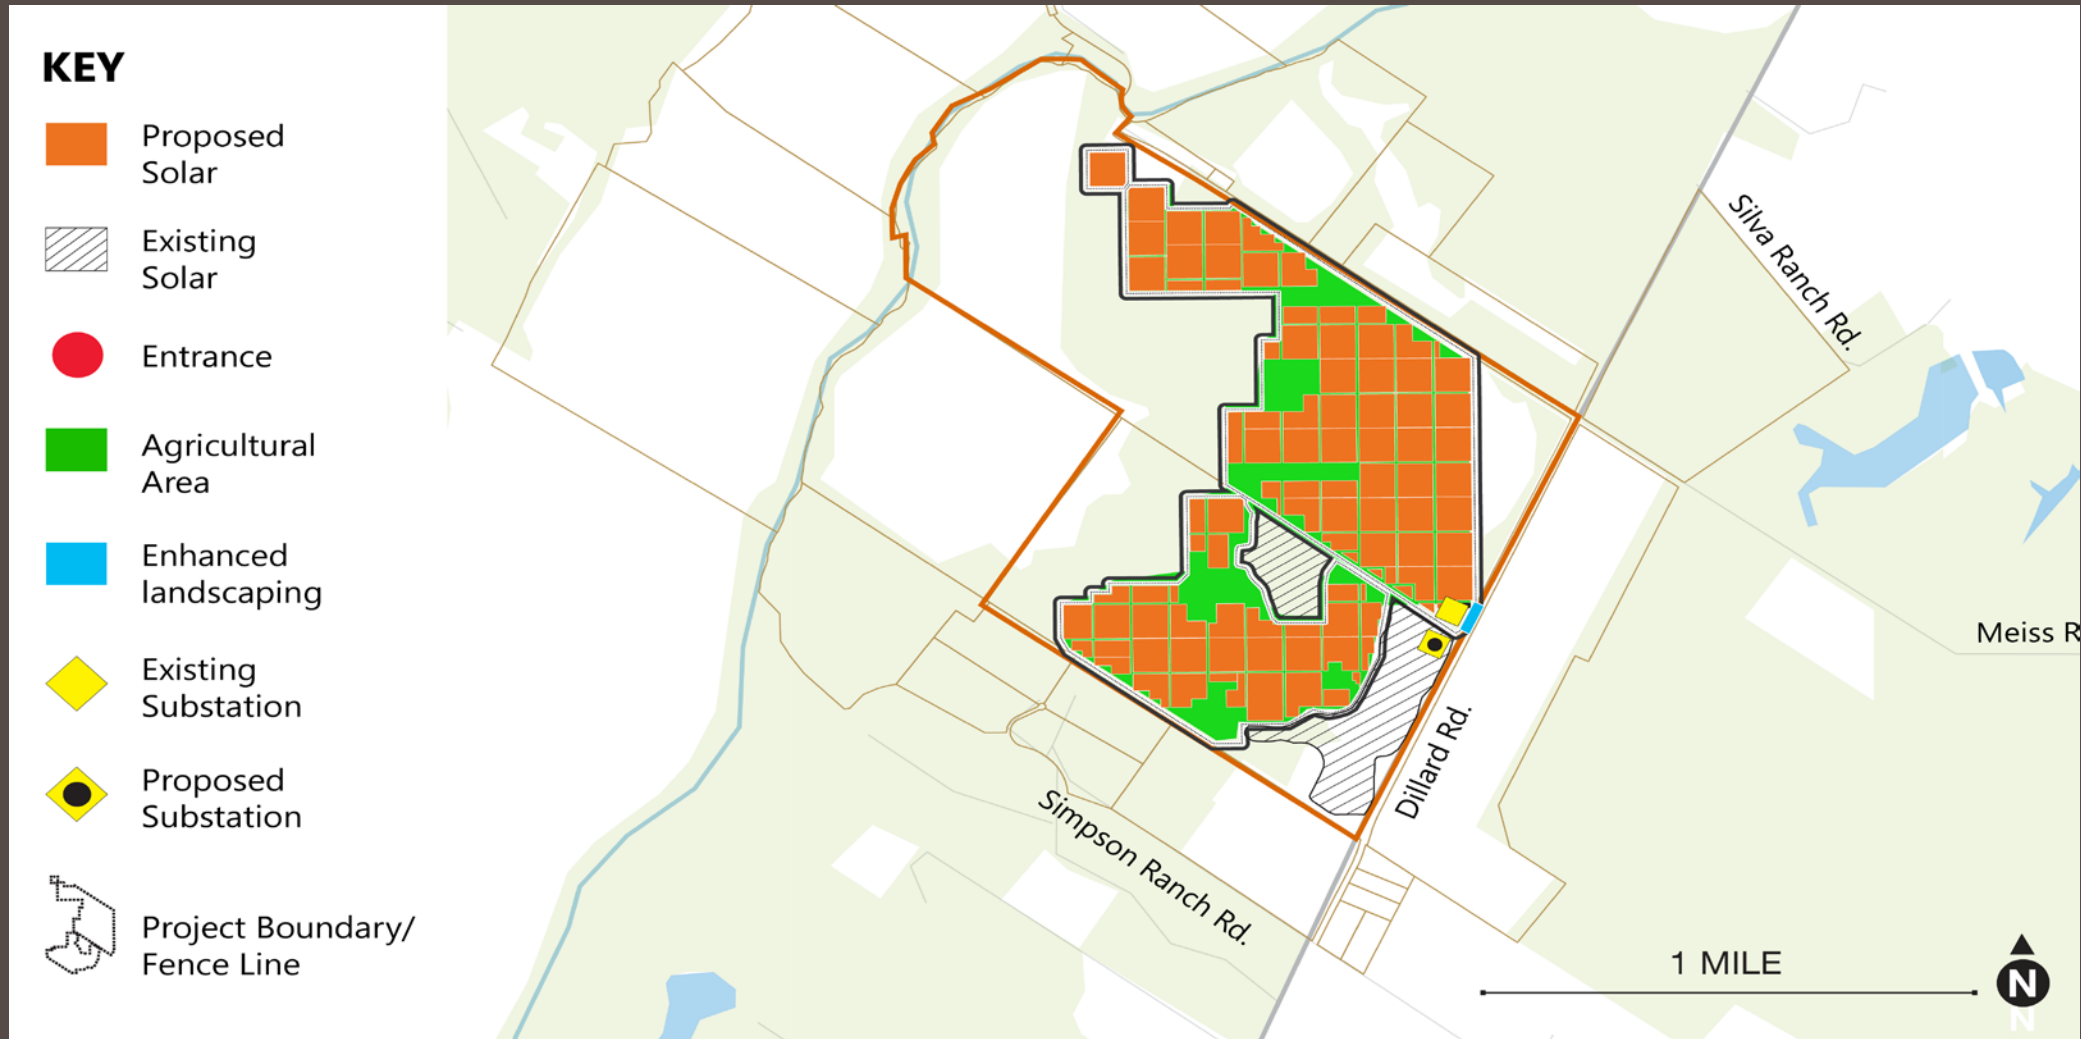 KEY
Proposed
Solar
Existing
Solar
Entrance
Agricultural
Area
Enhanced
landscaping
Existing
Substation
Proposed
Substation
Project Boundary/
Fence Line
Silva Ranch Rd.
Meiss R
Dillard Rd.
Simpson Ranch Rd.
1 MILE
N
N